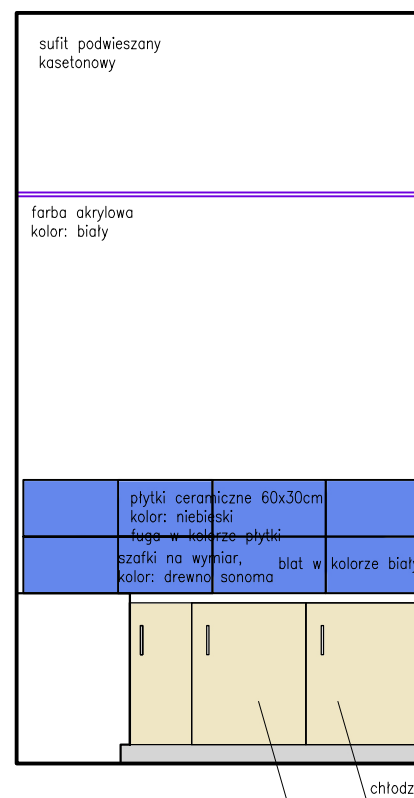 sufit podwieszany
kasetonowy
farba akrylowa
kolor: biały
płytki ceramiczne 60x30cm
kolor: niebieski
fuga w kolorze płytki
szafki na wymiar,
kolor: drewno sonoma
blat w kolorze biały
chłodz